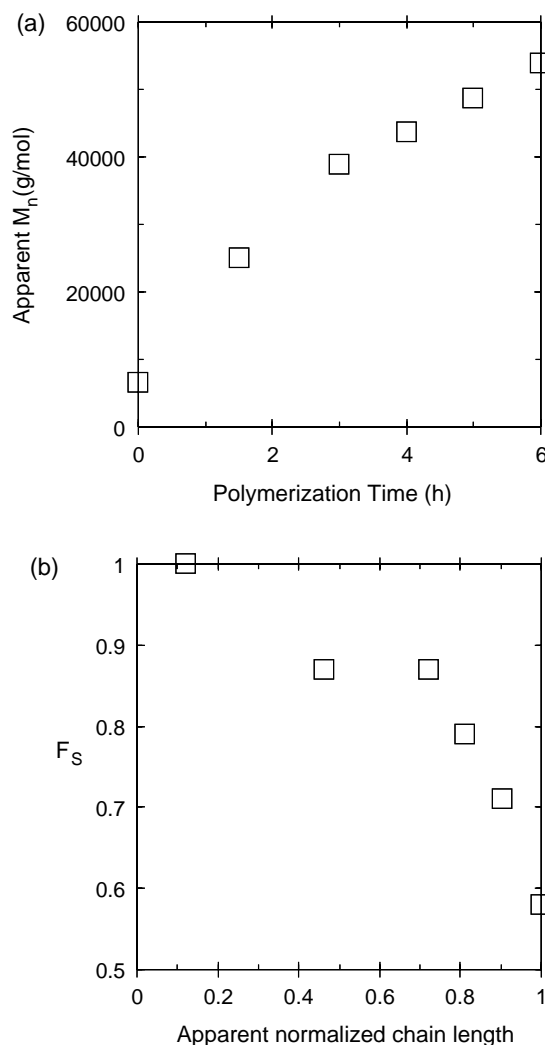 (a)
60000
40000
20000
0
Apparent M_n(g/mol)
0 2 4 6
Polymerization Time (h)
(b)
1
0.9
0.8
0.7
0.6
0.5
F_S
0 0.2 0.4 0.6 0.8 1
Apparent normalized chain length